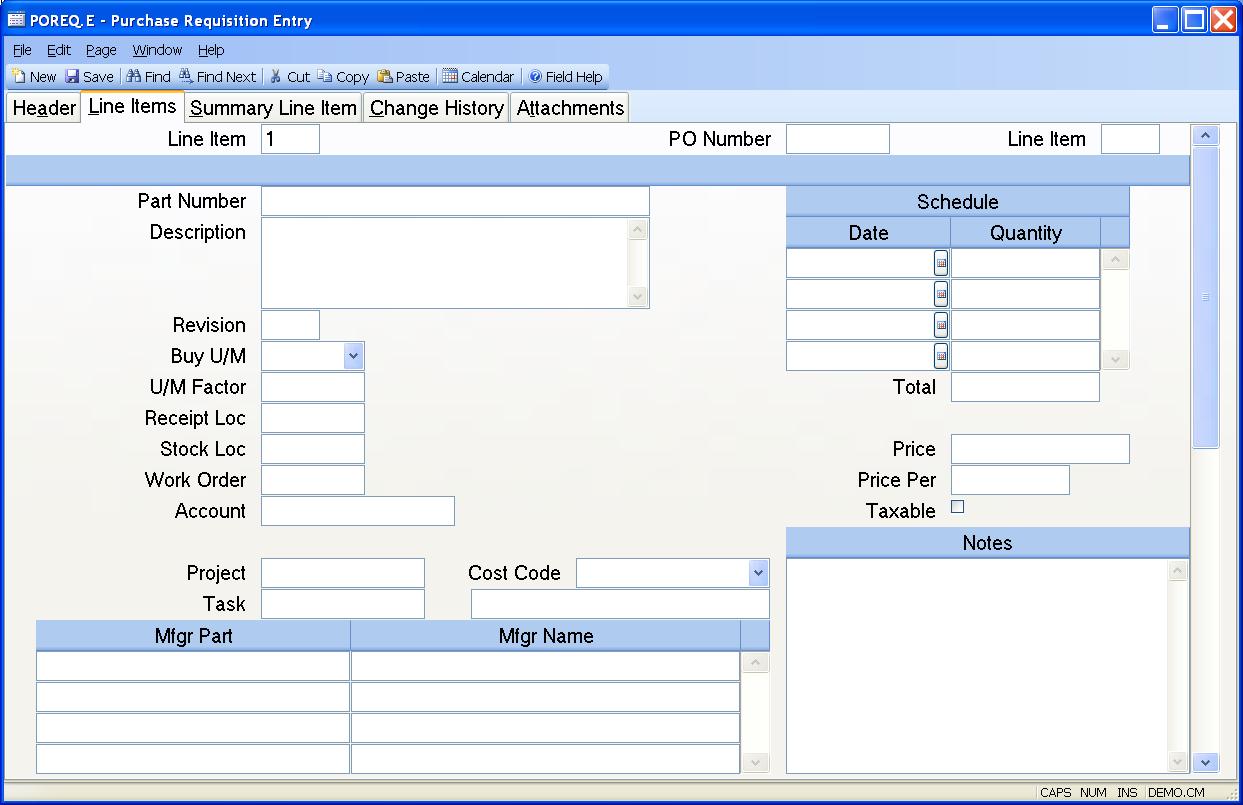 POREQ.E - Purchase Requisition Entry
File Edit Page Window Help
New Save Find Find Next Cut Copy Paste Calendar Field Help
Header Line Items Summary Line Item Change History Attachments
Line Item 1 PO Number Line Item
Part Number Schedule
Description Date Quantity
Revision
Buy U/M
U/M Factor Total
Receipt Loc
Stock Loc Price
Work Order Price Per
Account Taxable
Notes
Project Cost Code
Task
Mfgr Part Mfgr Name
CAPS NUM INS DEMO.CM